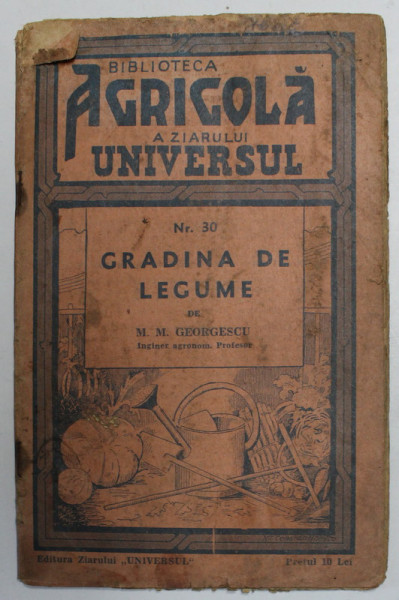 BIBLIOTECA
AGRICOLĂ
A ZIARULUI
UNIVERSUL
Nr. 30
GRADINA DE
LEGUME
DE
M. M. GEORGESCU
Inginer agronom, Profesor
Editura Ziarului „UNIVERSUL"
Prețul 10 Lei